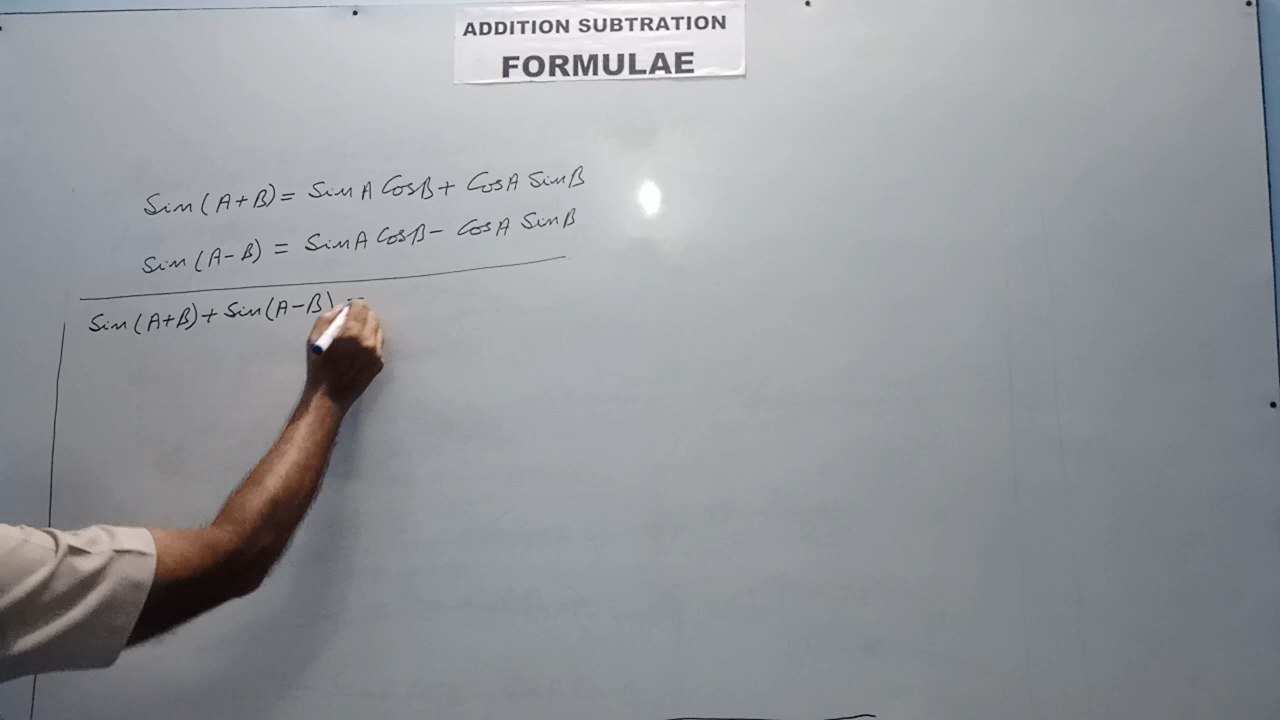 ADDITION SUBTRATION
FORMULAE
Sin(A+B)= SinA CosB+ CosA SinB
Sin(A-B) = SinA CosB- CosA SinB
Sin(A+B)+Sin(A-B) =